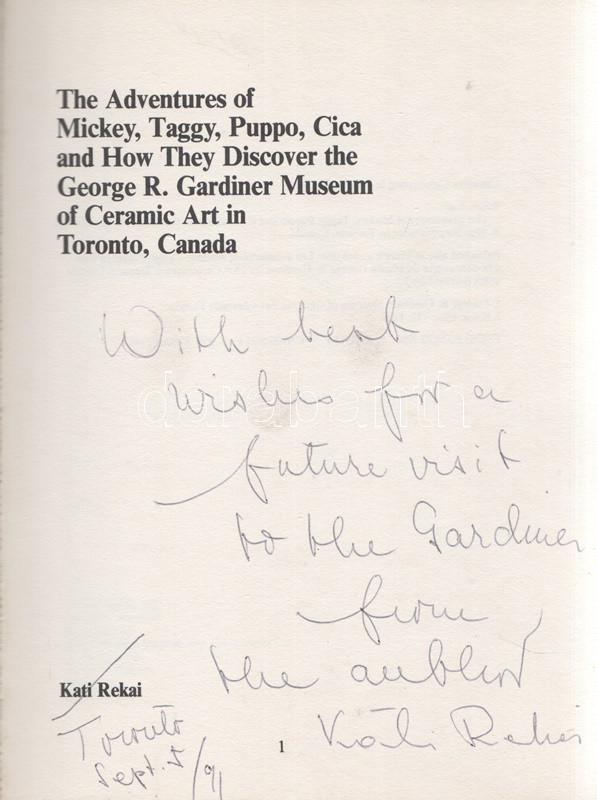 The Adventures of
Mickey, Taggy, Puppo, Cica
and How They Discover the
George R. Gardiner Museum
of Ceramic Art in
Toronto, Canada
With best
wishes for a
future visit
to the Gardiner
from
the author
Kati Rekai
Káti Rekai
Toronto
Sept. 5/91
1
darabanth